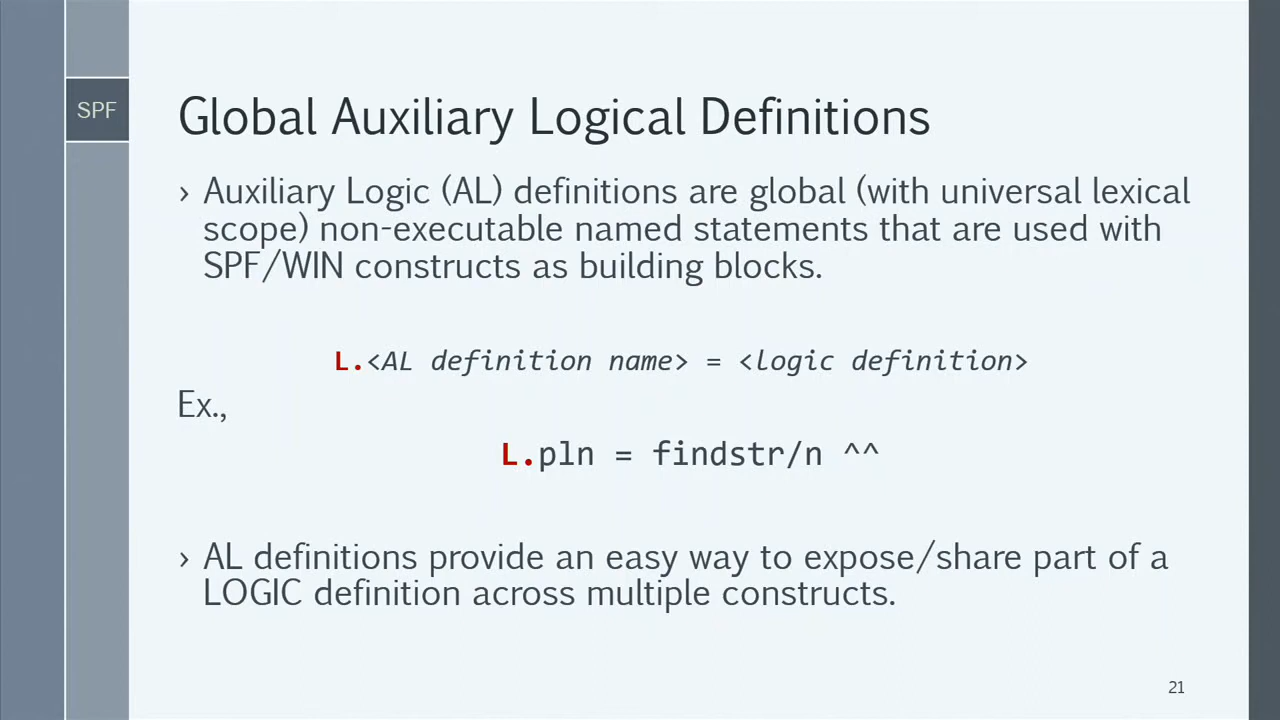 SPF
Global Auxiliary Logical Definitions
› Auxiliary Logic (AL) definitions are global (with universal lexical
scope) non-executable named statements that are used with
SPF/WIN constructs as building blocks.
L.<AL definition name> = <logic definition>
Ex.,
L.pln = findstr/n ^^
› AL definitions provide an easy way to expose/share part of a
LOGIC definition across multiple constructs.
21